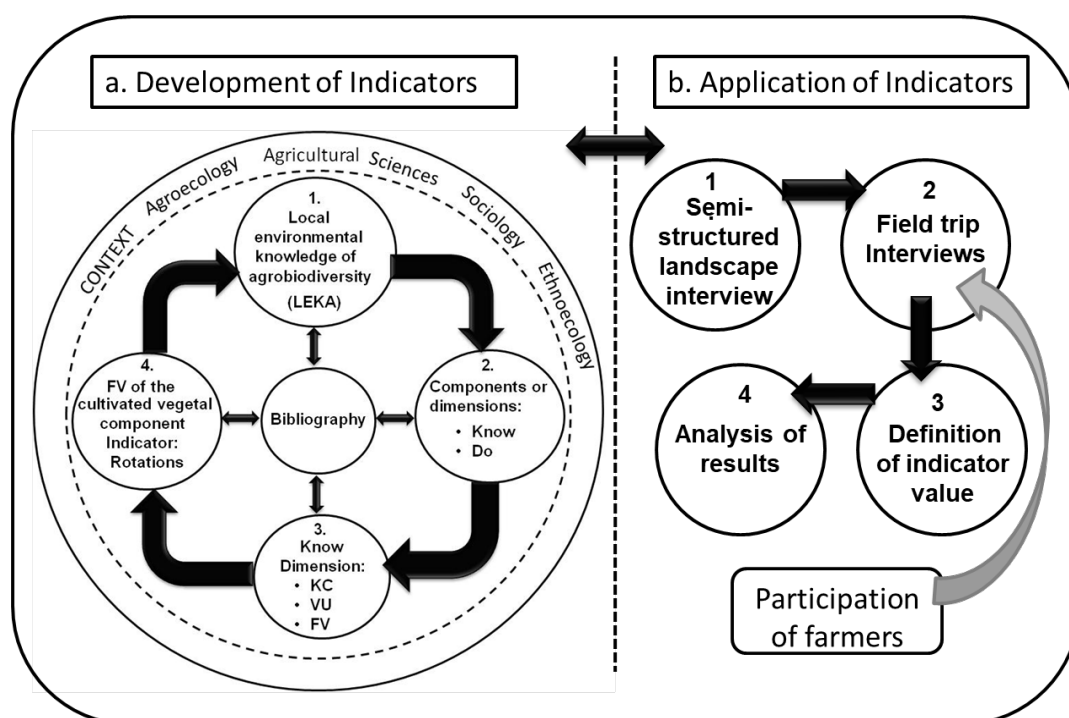 a. Development of Indicators
CONTEXT
Agroecology
Agricultural
Sciences
Sociology
Ethnoecology
1.
Local
environmental
knowledge of
agrobiodiversity
(LEKA)
2.
Components or
dimensions:
• Know
• Do
3.
Know
Dimension:
• KC
• VU
• FV
4.
FV of the
cultivated vegetal
component
Indicator:
Rotations
Bibliography
b. Application of Indicators
1
Semi-
structured
landscape
interview
2
Field trip
Interviews
3
Definition
of indicator
value
4
Analysis of
results
Participation
of farmers